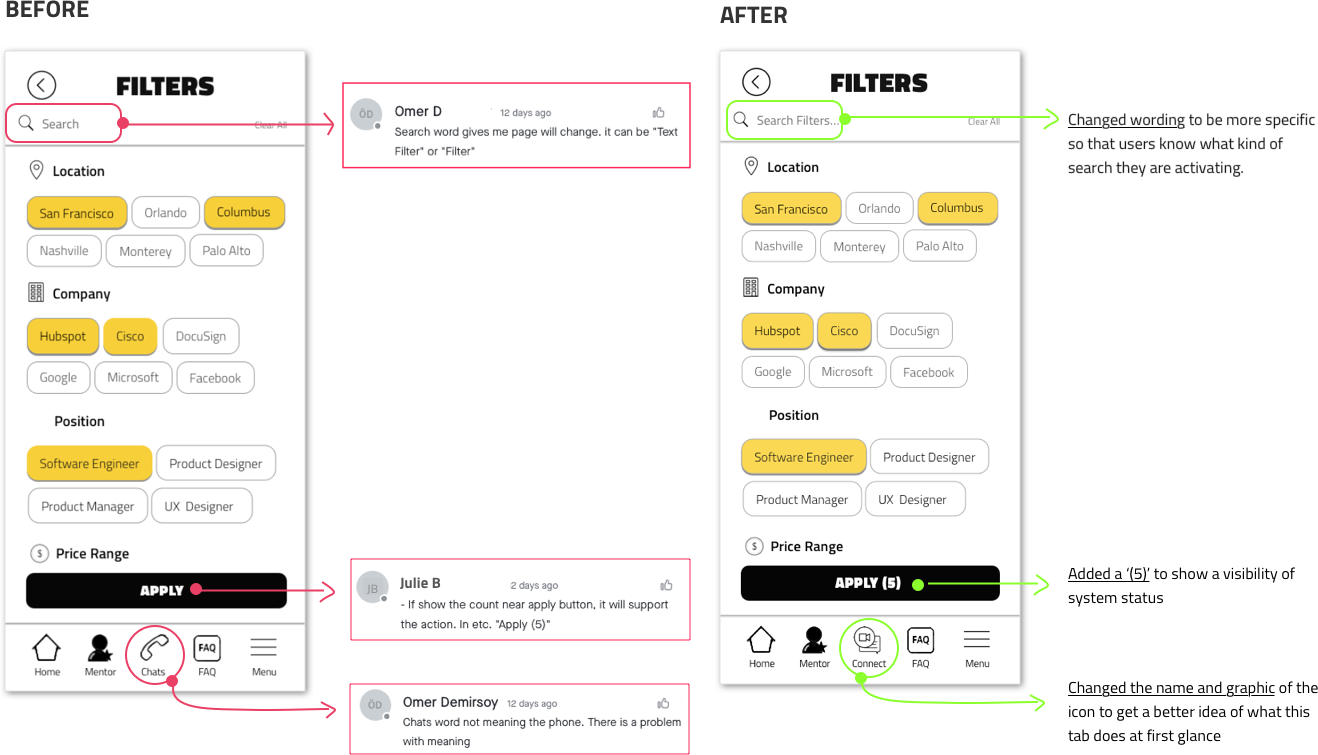 BEFORE
FILTERS
Search
Clear All
Location
San Francisco
Orlando
Columbus
Nashville
Monterey
Palo Alto
Company
Hubspot
Cisco
DocuSign
Google
Microsoft
Facebook
Position
Software Engineer
Product Designer
Product Manager
UX Designer
$
Price Range
APPLY
Home
Mentor
Chats
FAQ
FAQ
Menu
ÖD
Omer D
12 days ago
Search word gives me page will change. it can be "Text
Filter" or "Filter"
JB
Julie B
2 days ago
- If show the count near apply button, it will support
the action. In etc. "Apply (5)"
ÖD
Omer Demirsoy
12 days ago
Chats word not meaning the phone. There is a problem
with meaning
AFTER
FILTERS
Search Filters...
Clear All
Location
San Francisco
Orlando
Columbus
Nashville
Monterey
Palo Alto
Company
Hubspot
Cisco
DocuSign
Google
Microsoft
Facebook
Position
Software Engineer
Product Designer
Product Manager
UX Designer
$
Price Range
APPLY (5)
Home
Mentor
Connect
FAQ
FAQ
Menu
Changed wording to be more specific
so that users know what kind of
search they are activating.
Added a ‘(5)’ to show a visibility of
system status
Changed the name and graphic of the
icon to get a better idea of what this
tab does at first glance